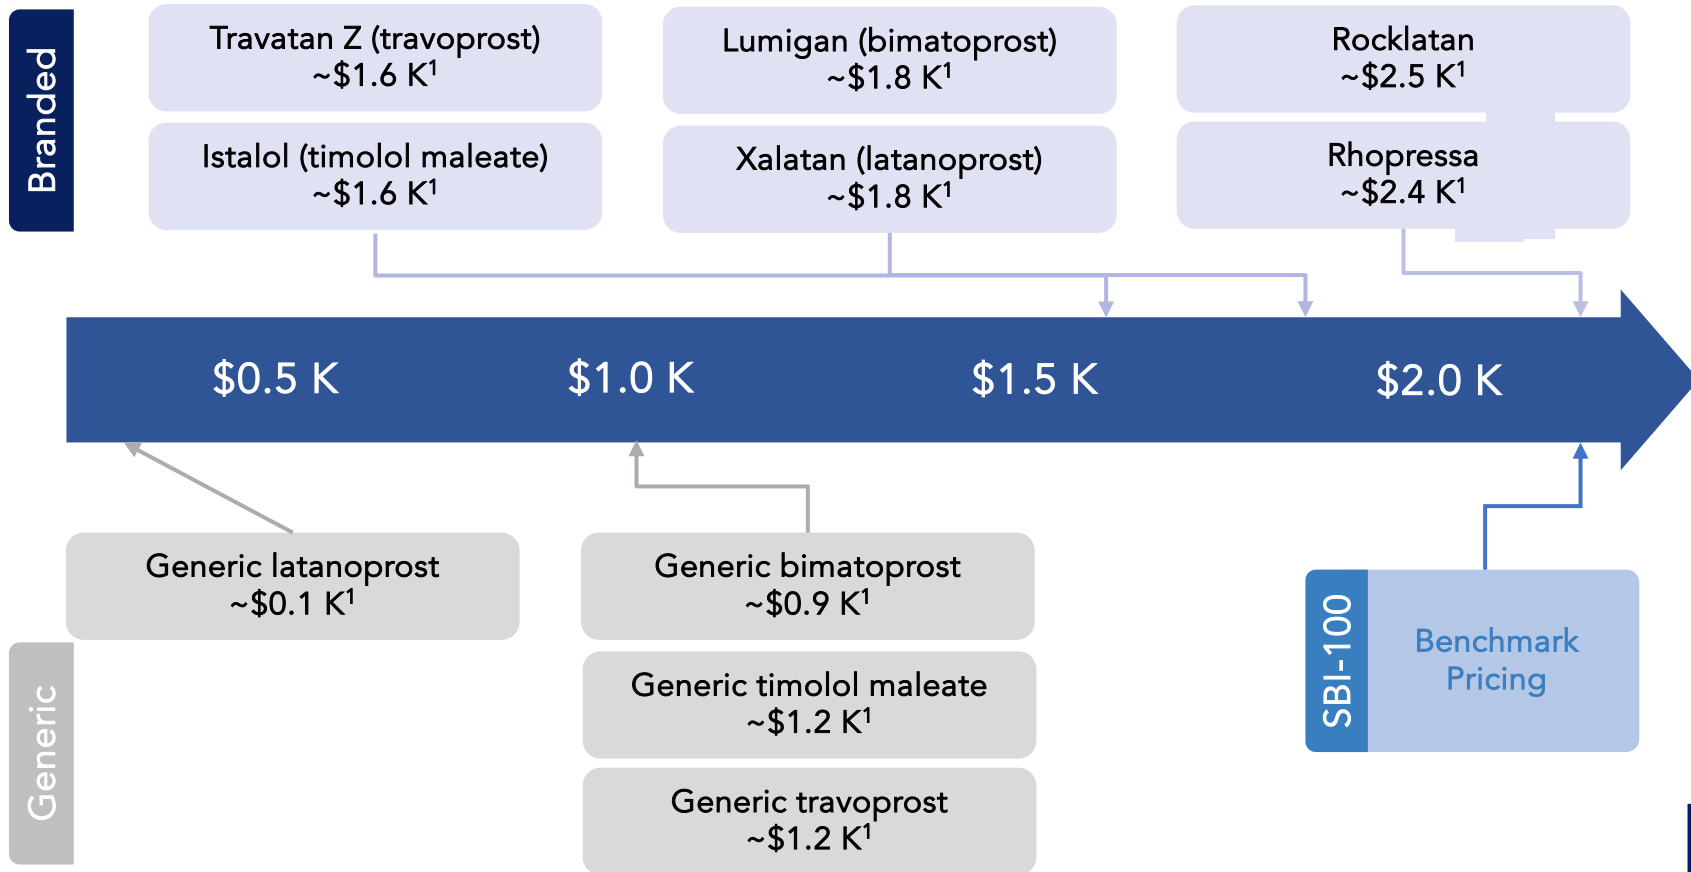 Branded
Travatan Z (travoprost)
~$1.6 K¹
Istalol (timolol maleate)
~$1.6 K¹
Lumigan (bimatoprost)
~$1.8 K¹
Xalatan (latanoprost)
~$1.8 K¹
Rocklatan
~$2.5 K¹
Rhopressa
~$2.4 K¹
$0.5 K
$1.0 K
$1.5 K
$2.0 K
Generic
Generic latanoprost
~$0.1 K¹
Generic bimatoprost
~$0.9 K¹
Generic timolol maleate
~$1.2 K¹
Generic travoprost
~$1.2 K¹
SBI-100
Benchmark
Pricing